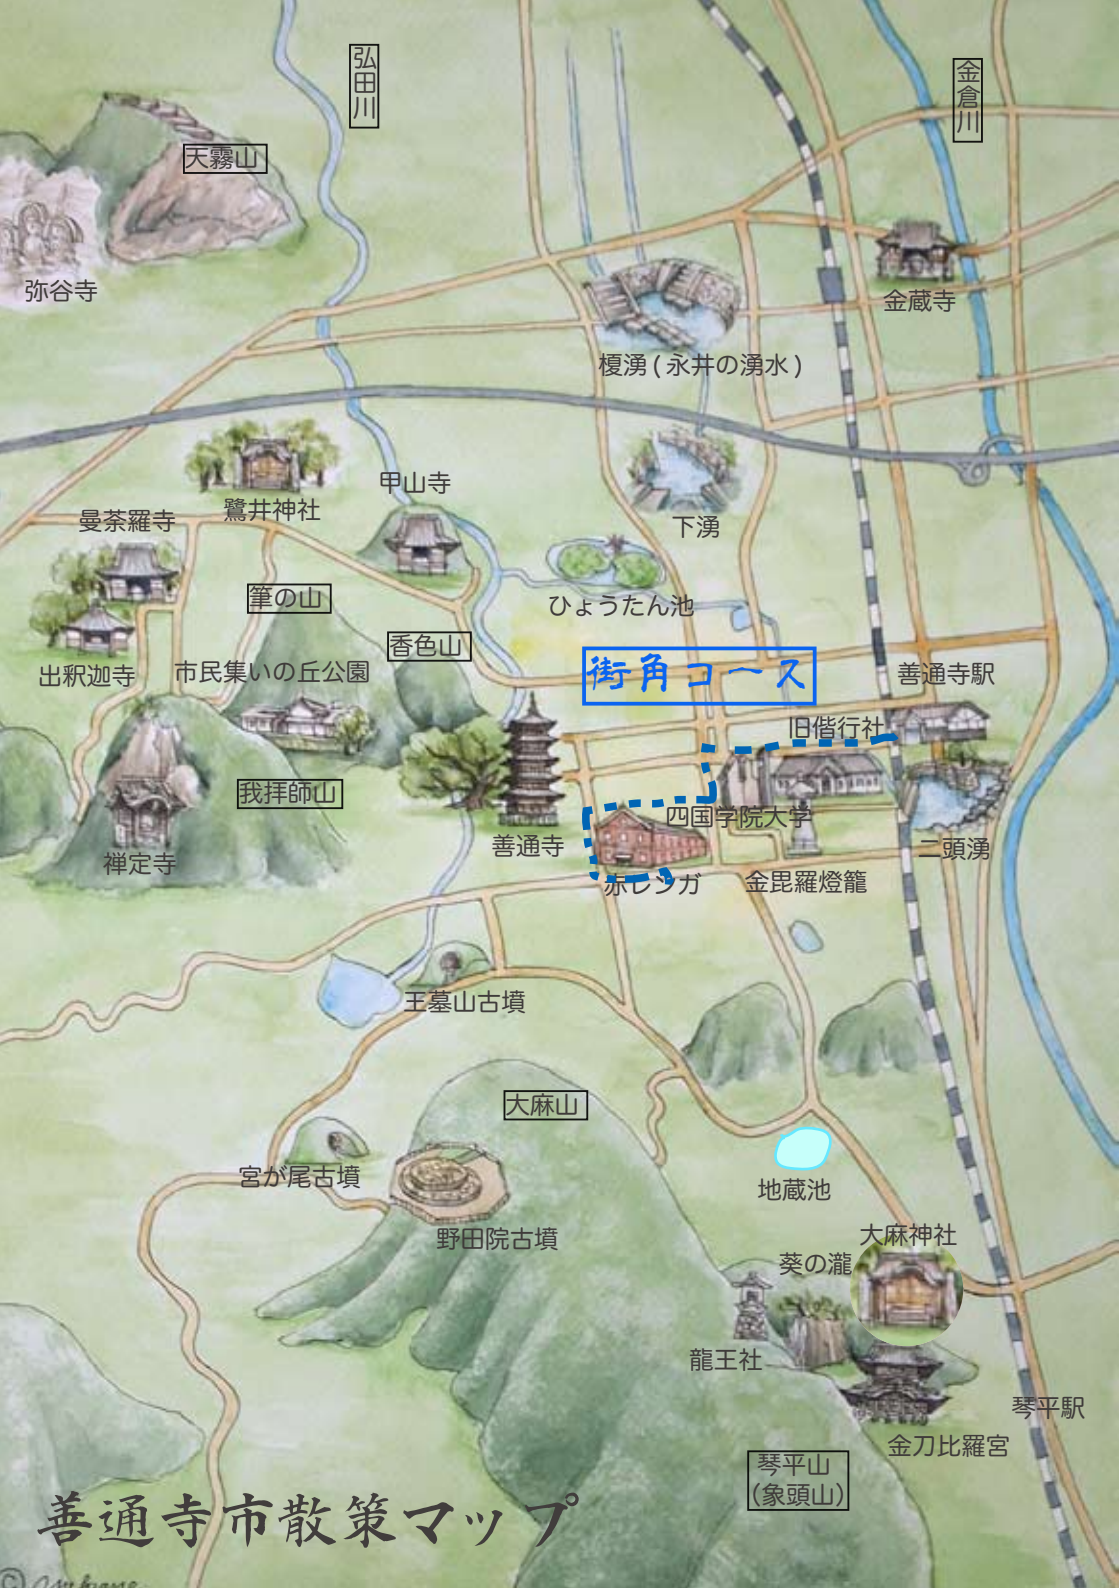 弘田川
金倉川
天霧山
弥谷寺
金蔵寺
榎湧(永井の湧水)
甲山寺
鷺井神社
曼荼羅寺
下湧
筆の山
ひょうたん池
香色山
街角コース
出釈迦寺
市民集いの丘公園
善通寺駅
旧偕行社
我拝師山
四国学院大学
善通寺
二頭湧
禅定寺
赤レンガ
金毘羅燈籠
王墓山古墳
大麻山
宮が尾古墳
地蔵池
野田院古墳
大麻神社
葵の瀧
龍王社
琴平駅
金刀比羅宮
琴平山
(象頭山)
善通寺市散策マップ